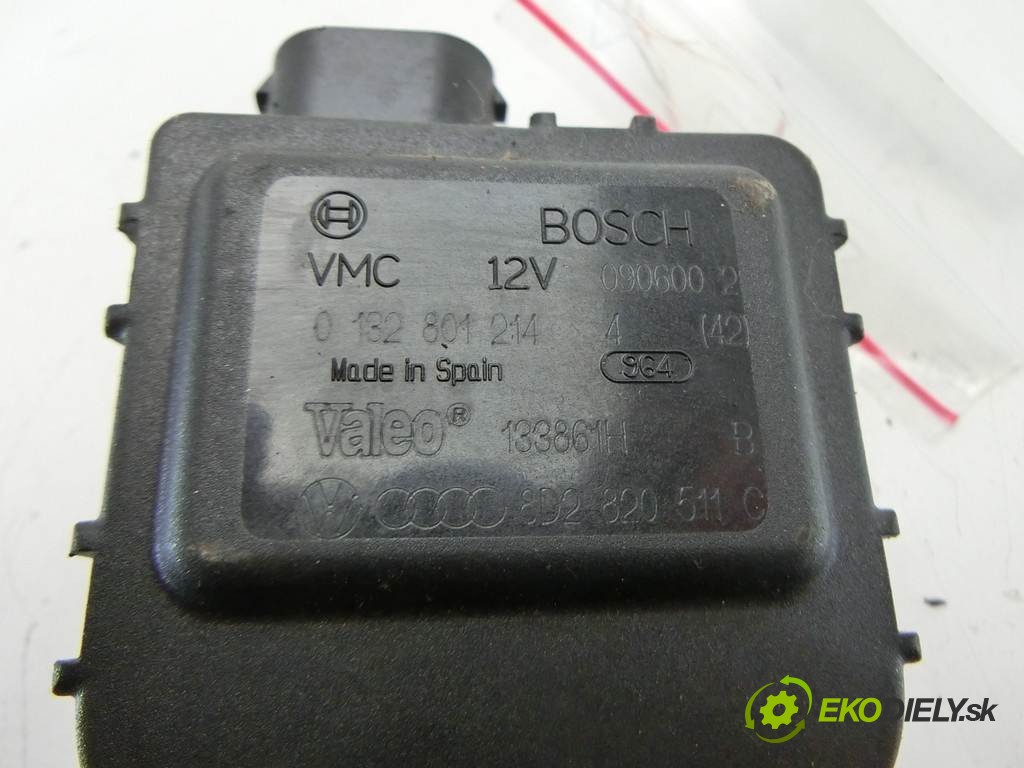 BOSCH
VMC 12V 090600 2
0 132 801 214 4 (42)
Made in Spain 964
Valeo® 133861H B
8D2 820 511 C
EKODIELY.sk